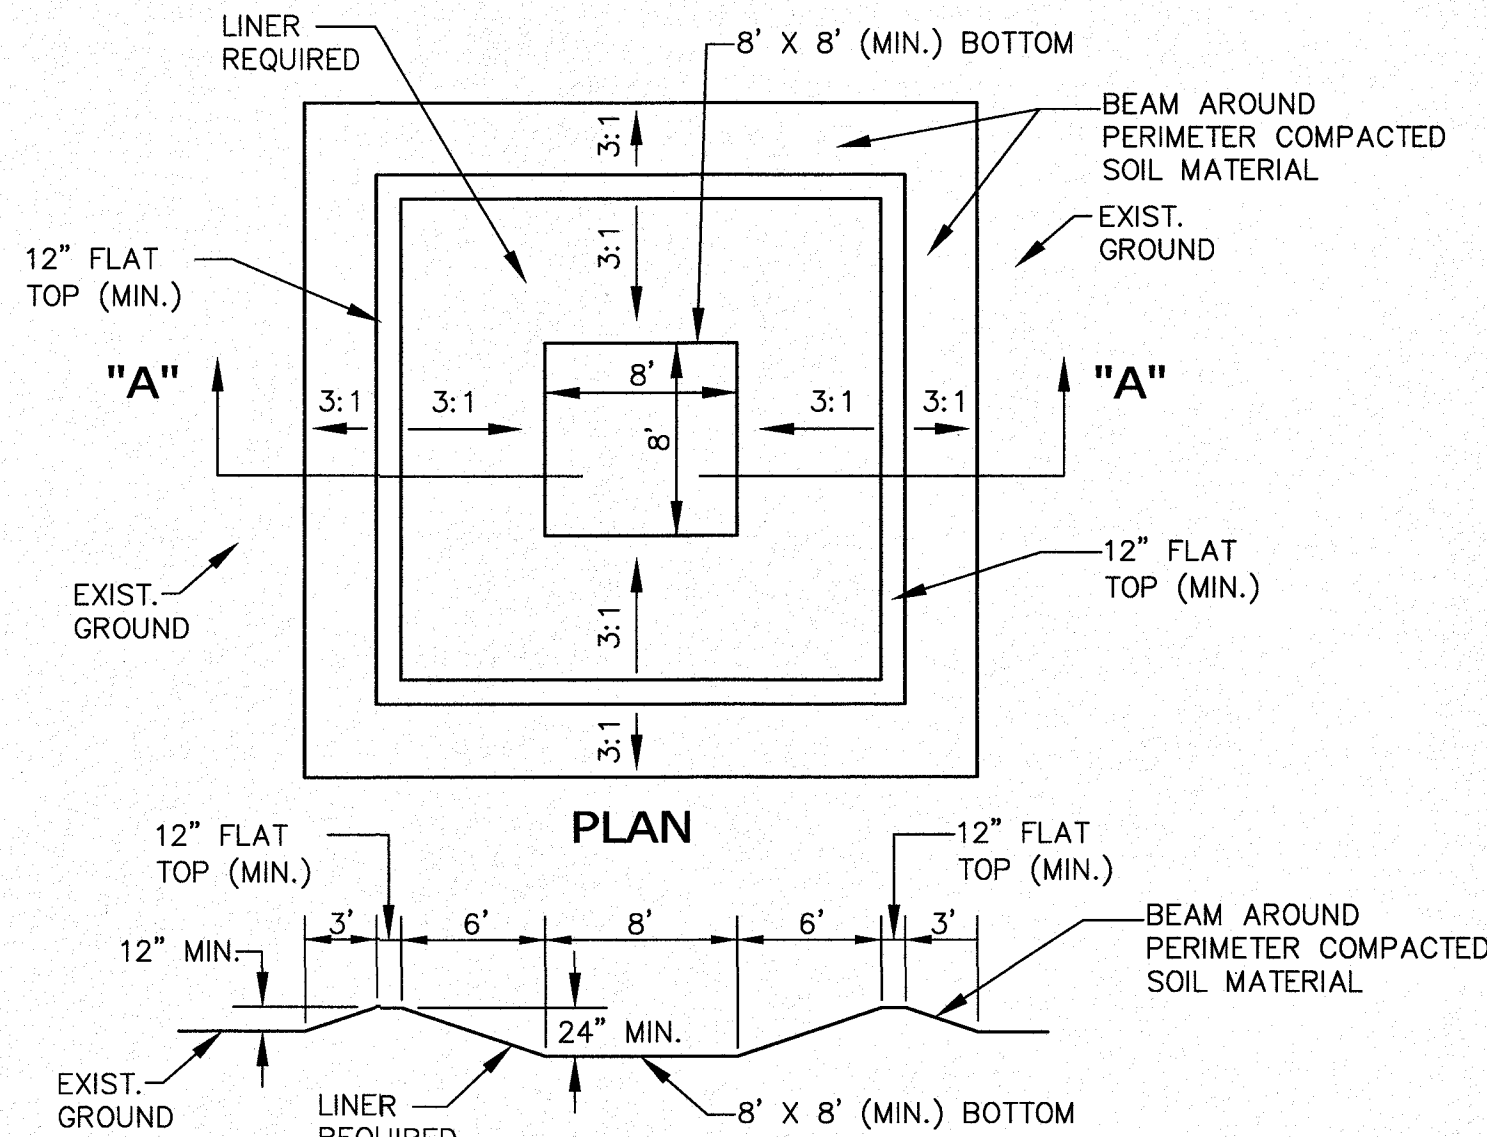 LINER
REQUIRED
8' X 8' (MIN.) BOTTOM
BEAM AROUND
PERIMETER COMPACTED
SOIL MATERIAL
3:1
EXIST.
GROUND
3:1
12" FLAT
TOP (MIN.)
"A"
"A"
8'
3:1
3:1
3:1
3:1
8'
12" FLAT
TOP (MIN.)
EXIST.
GROUND
3:1
3:1
PLAN
12" FLAT
TOP (MIN.)
12" FLAT
TOP (MIN.)
3'
6'
8'
6'
3'
BEAM AROUND
PERIMETER COMPACTED
SOIL MATERIAL
12" MIN.
24" MIN.
EXIST.
GROUND
LINER
REQUIRED
8' X 8' (MIN.) BOTTOM